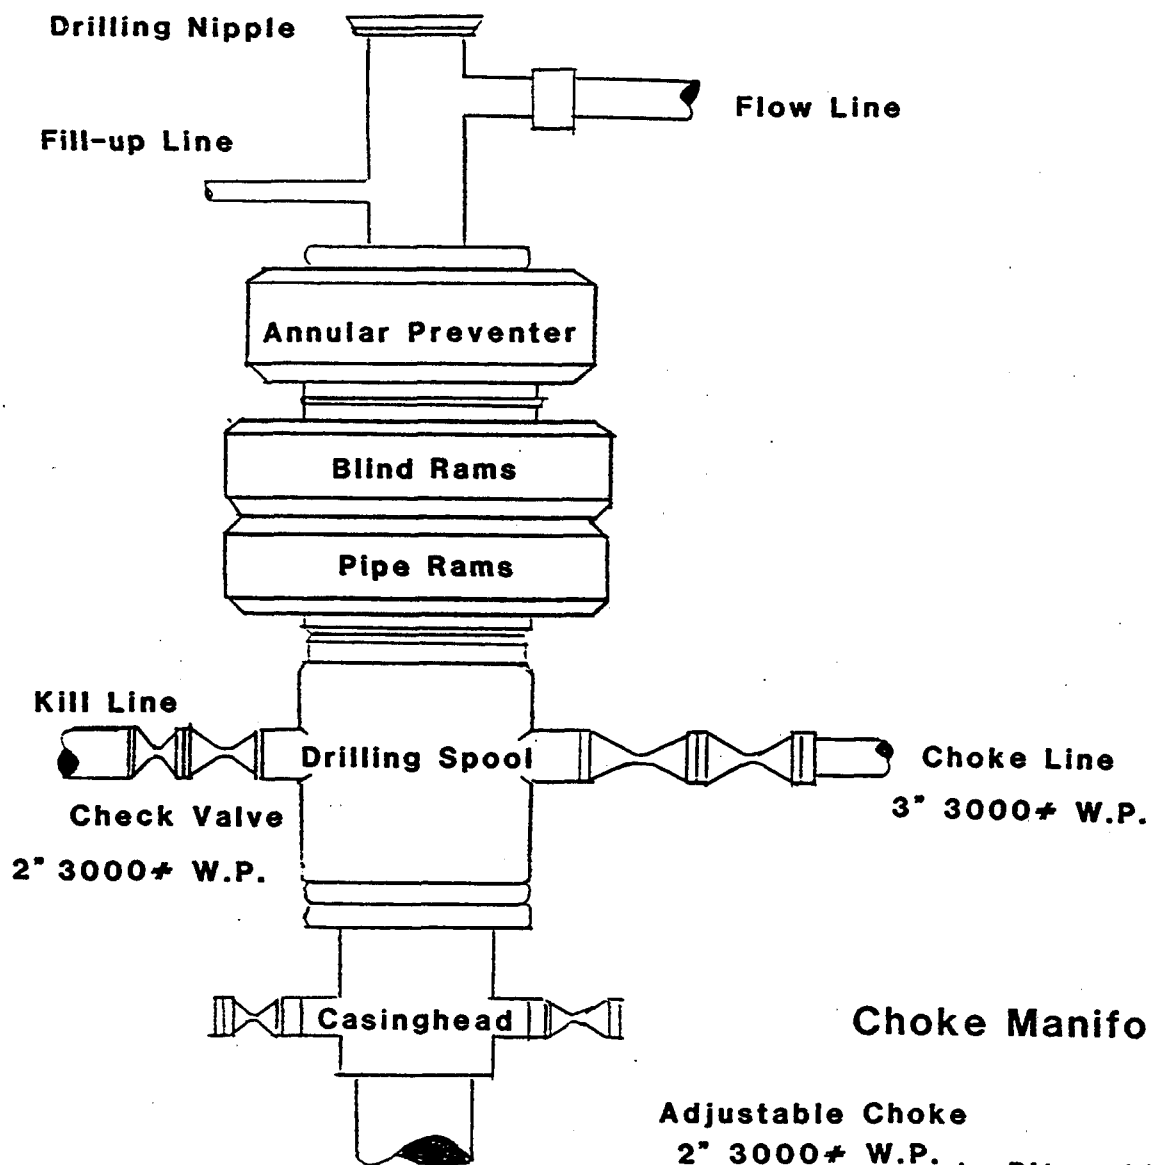 Drilling Nipple
Flow Line
Fill-up Line
Annular Preventer
Blind Rams
Pipe Rams
Kill Line
Drilling Spool
Choke Line
3" 3000# W.P.
Check Valve
2" 3000# W.P.
Casinghead
Choke Manifo
Adjustable Choke
2" 3000# W.P.